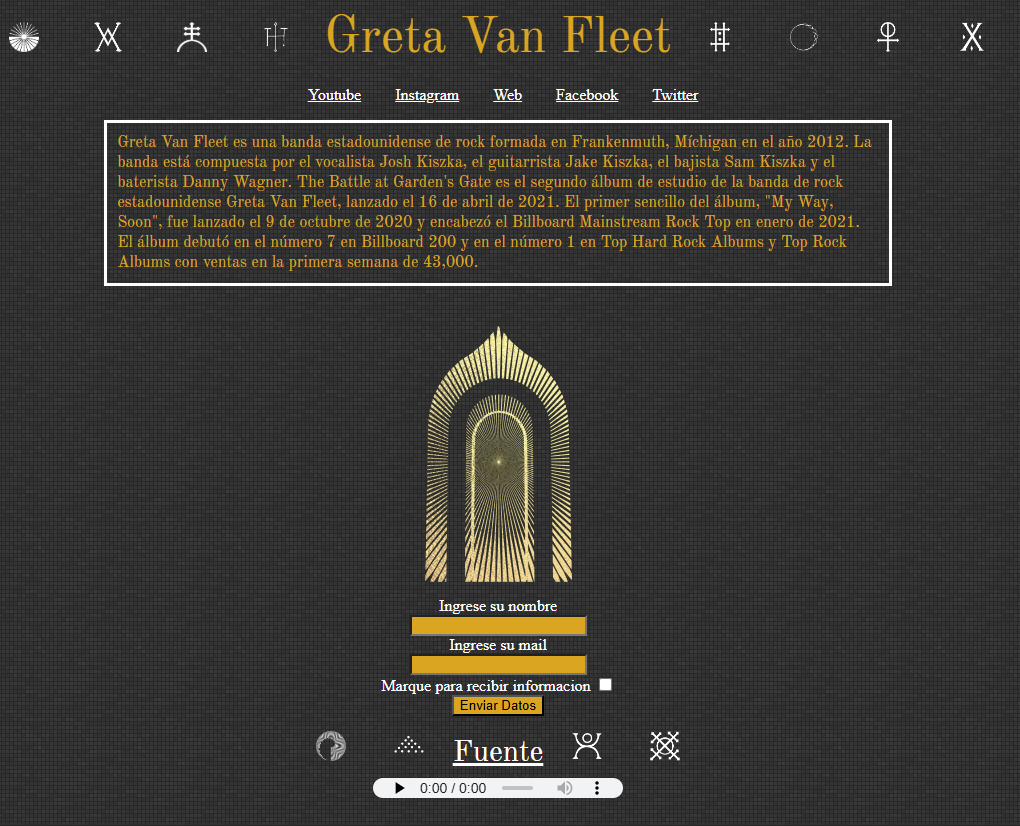 Greta Van Fleet
Youtube Instagram Web Facebook Twitter
Greta Van Fleet es una banda estadounidense de rock formada en Frankenmuth, Míchigan en el año 2012. La
banda está compuesta por el vocalista Josh Kiszka, el guitarrista Jake Kiszka, el bajista Sam Kiszka y el
baterista Danny Wagner. The Battle at Garden's Gate es el segundo álbum de estudio de la banda de rock
estadounidense Greta Van Fleet, lanzado el 16 de abril de 2021. El primer sencillo del álbum, "My Way,
Soon", fue lanzado el 9 de octubre de 2020 y encabezó el Billboard Mainstream Rock Top en enero de 2021.
El álbum debutó en el número 7 en Billboard 200 y en el número 1 en Top Hard Rock Albums y Top Rock
Albums con ventas en la primera semana de 43,000.
Ingrese su nombre
Ingrese su mail
Marque para recibir informacion
Enviar Datos
Fuente
0:00 / 0:00